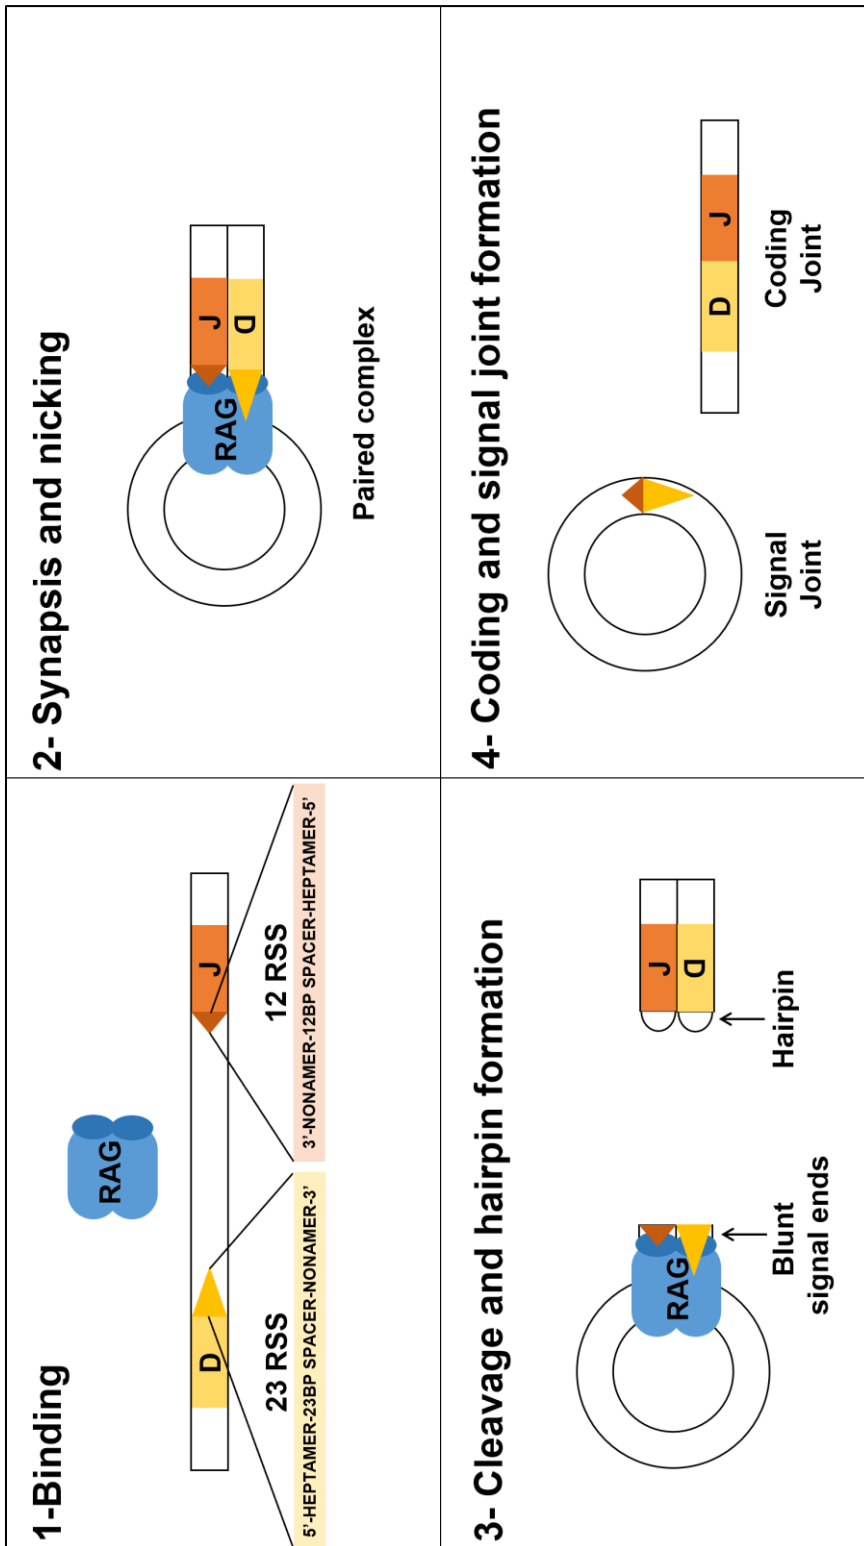 1-Binding
RAG
D
J
23 RSS
12 RSS
5’-HEPTAMER-23BP SPACER-NONAMER-3’
3’-NONAMER-12BP SPACER-HEPTAMER-5’
2- Synapsis and nicking
RAG
J
D
Paired complex
3- Cleavage and hairpin formation
RAG
J
D
Blunt
signal ends
Hairpin
4- Coding and signal joint formation
D
J
Signal
Joint
Coding
Joint